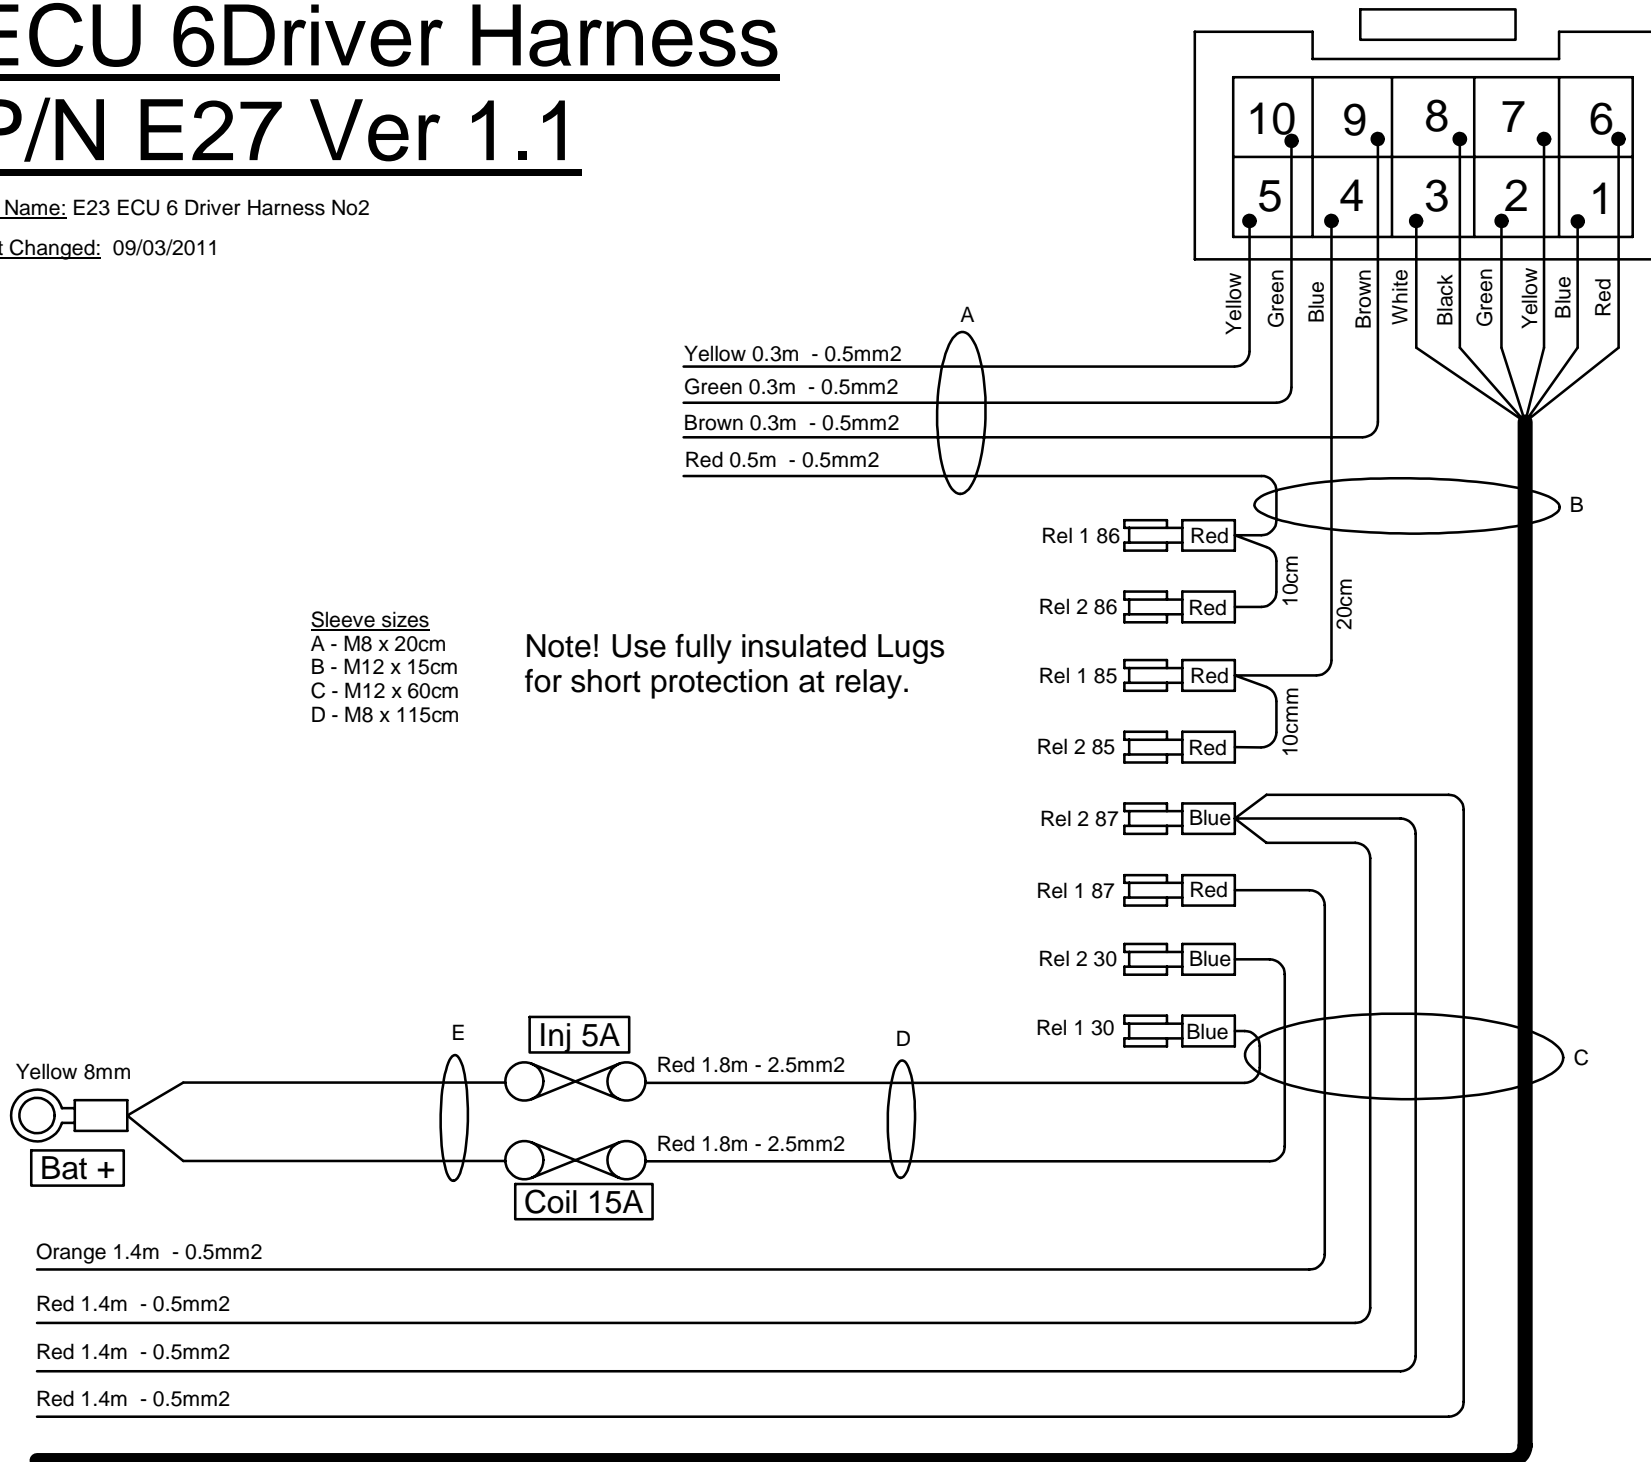 ECU 6Driver Harness
P/N E27 Ver 1.1
Name: E23 ECU 6 Driver Harness No2
Changed: 09/03/2011
10 9 8 7 6
5 4 3 2 1
Yellow
Green
Blue
Brown
White
Black
Green
Yellow
Blue
Red
A
Yellow 0.3m - 0.5mm2
Green 0.3m - 0.5mm2
Brown 0.3m - 0.5mm2
Red 0.5m - 0.5mm2
B
Rel 1 86 Red
10cm
Rel 2 86 Red
20cm
Rel 1 85 Red
10cmm
Rel 2 85 Red
Sleeve sizes
A - M8 x 20cm
B - M12 x 15cm
C - M12 x 60cm
D - M8 x 115cm
Note! Use fully insulated Lugs
for short protection at relay.
Rel 2 87 Blue
Rel 1 87 Red
Rel 2 30 Blue
Rel 1 30 Blue
C
E
Inj 5A
D
Red 1.8m - 2.5mm2
Yellow 8mm
Bat +
Red 1.8m - 2.5mm2
Coil 15A
Orange 1.4m - 0.5mm2
Red 1.4m - 0.5mm2
Red 1.4m - 0.5mm2
Red 1.4m - 0.5mm2